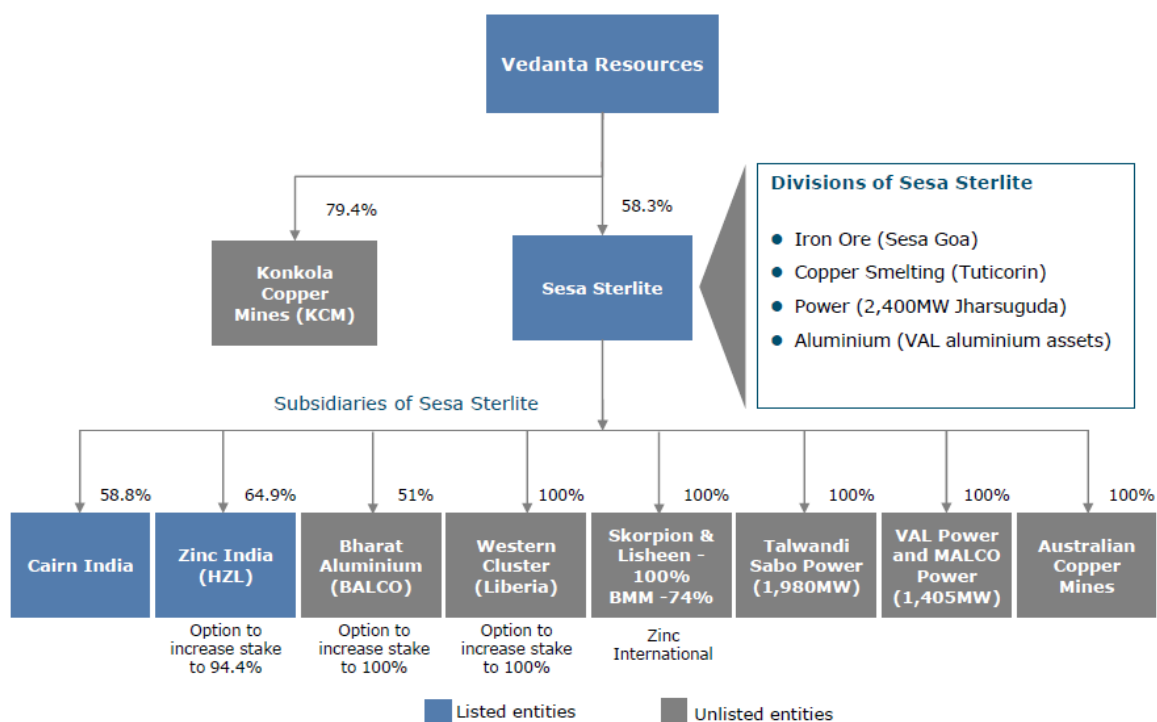 Vedanta Resources
79.4%
58.3%
Konkola
Copper
Mines (KCM)
Sesa Sterlite
Divisions of Sesa Sterlite
Iron Ore (Sesa Goa)
Copper Smelting (Tuticorin)
Power (2,400MW Jharsuguda)
Aluminium (VAL aluminium assets)
Subsidiaries of Sesa Sterlite
58.8%
64.9%
51%
100%
100%
100%
100%
100%
Cairn India
Zinc India
(HZL)
Bharat
Aluminium
(BALCO)
Western
Cluster
(Liberia)
Skorpion &
Lisheen -
100%
BMM -74%
Talwandi
Sabo Power
(1,980MW)
VAL Power
and MALCO
Power
(1,405MW)
Australian
Copper
Mines
Option to
increase stake
to 94.4%
Option to
increase stake
to 100%
Option to
increase stake
to 100%
Zinc
International
Listed entities
Unlisted entities